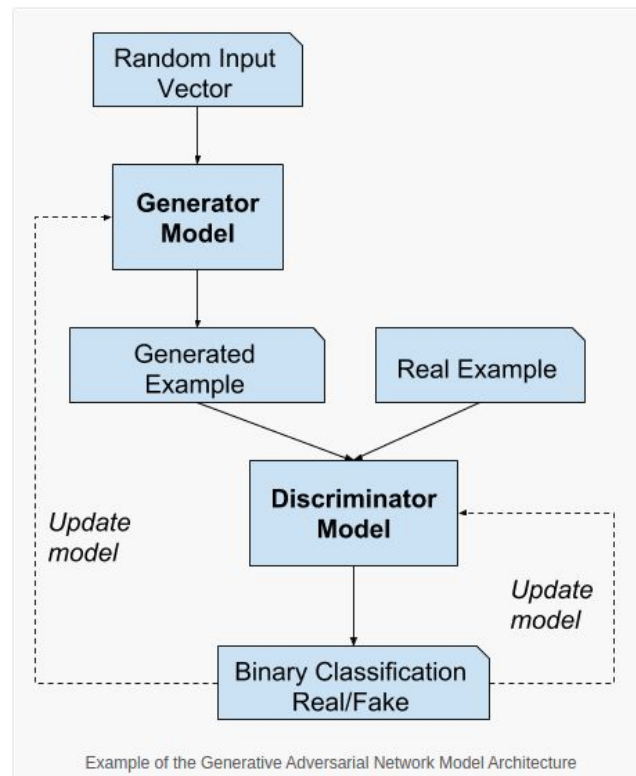 Random Input
Vector
Generator
Model
Generated
Example
Real Example
Discriminator
Model
Update
model
Update
model
Binary Classification
Real/Fake
Example of the Generative Adversarial Network Model Architecture